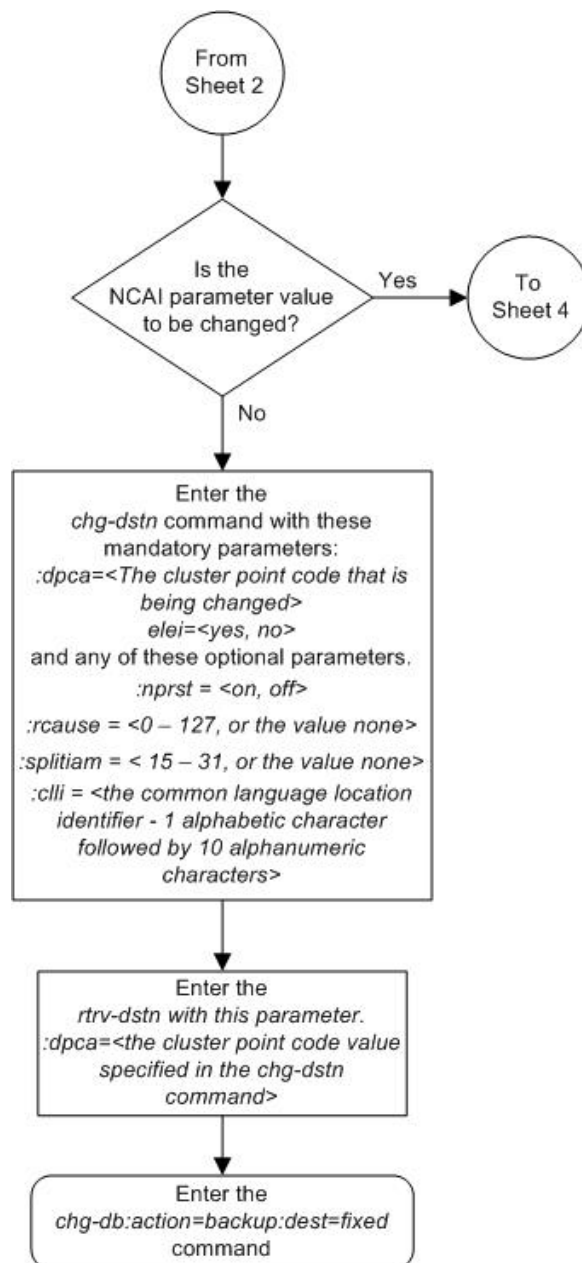 From
Sheet 2
Is the
NCAI parameter value
to be changed?
Yes
To
Sheet 4
No
Enter the
chg-dstn command with these
mandatory parameters:
:dpca=<The cluster point code that is
being changed>
elei=<yes, no>
and any of these optional parameters.
:nprst = <on, off>
:rcause = <0 – 127, or the value none>
:splitiam = < 15 – 31, or the value none>
:clli = <the common language location
identifier - 1 alphabetic character
followed by 10 alphanumeric
characters>
Enter the
rtrv-dstn with this parameter.
:dpca=<the cluster point code value
specified in the chg-dstn
command>
Enter the
chg-db:action=backup:dest=fixed
command